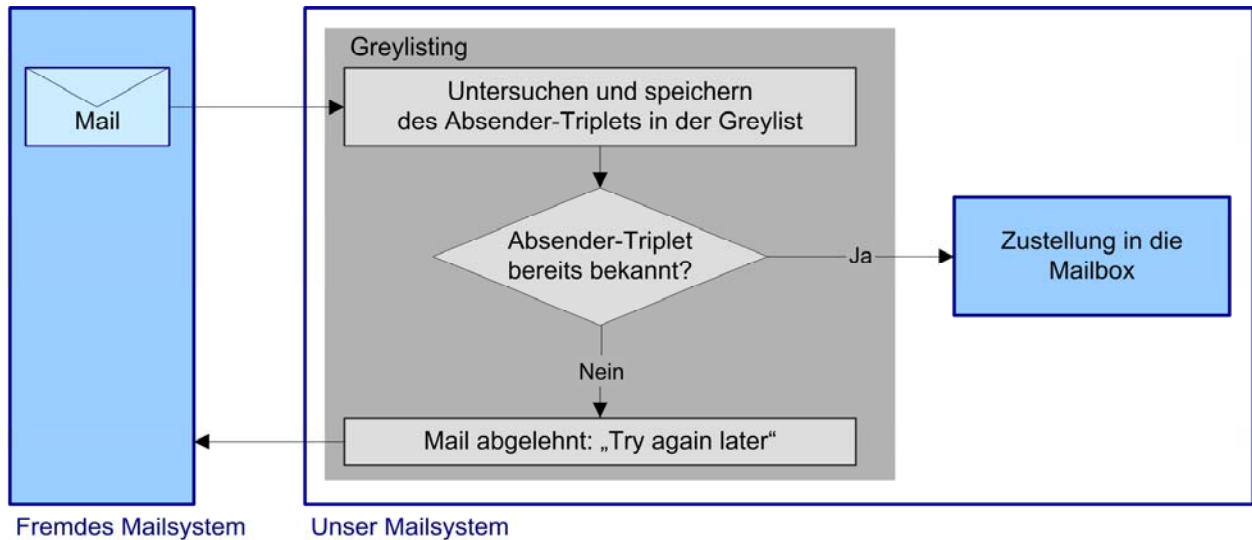 Greylisting
Mail
Untersuchen und speichern
des Absender-Triplets in der Greylist
Absender-Triplet
bereits bekannt?
Ja
Zustellung in die
Mailbox
Nein
Mail abgelehnt: „Try again later“
Fremdes Mailsystem
Unser Mailsystem